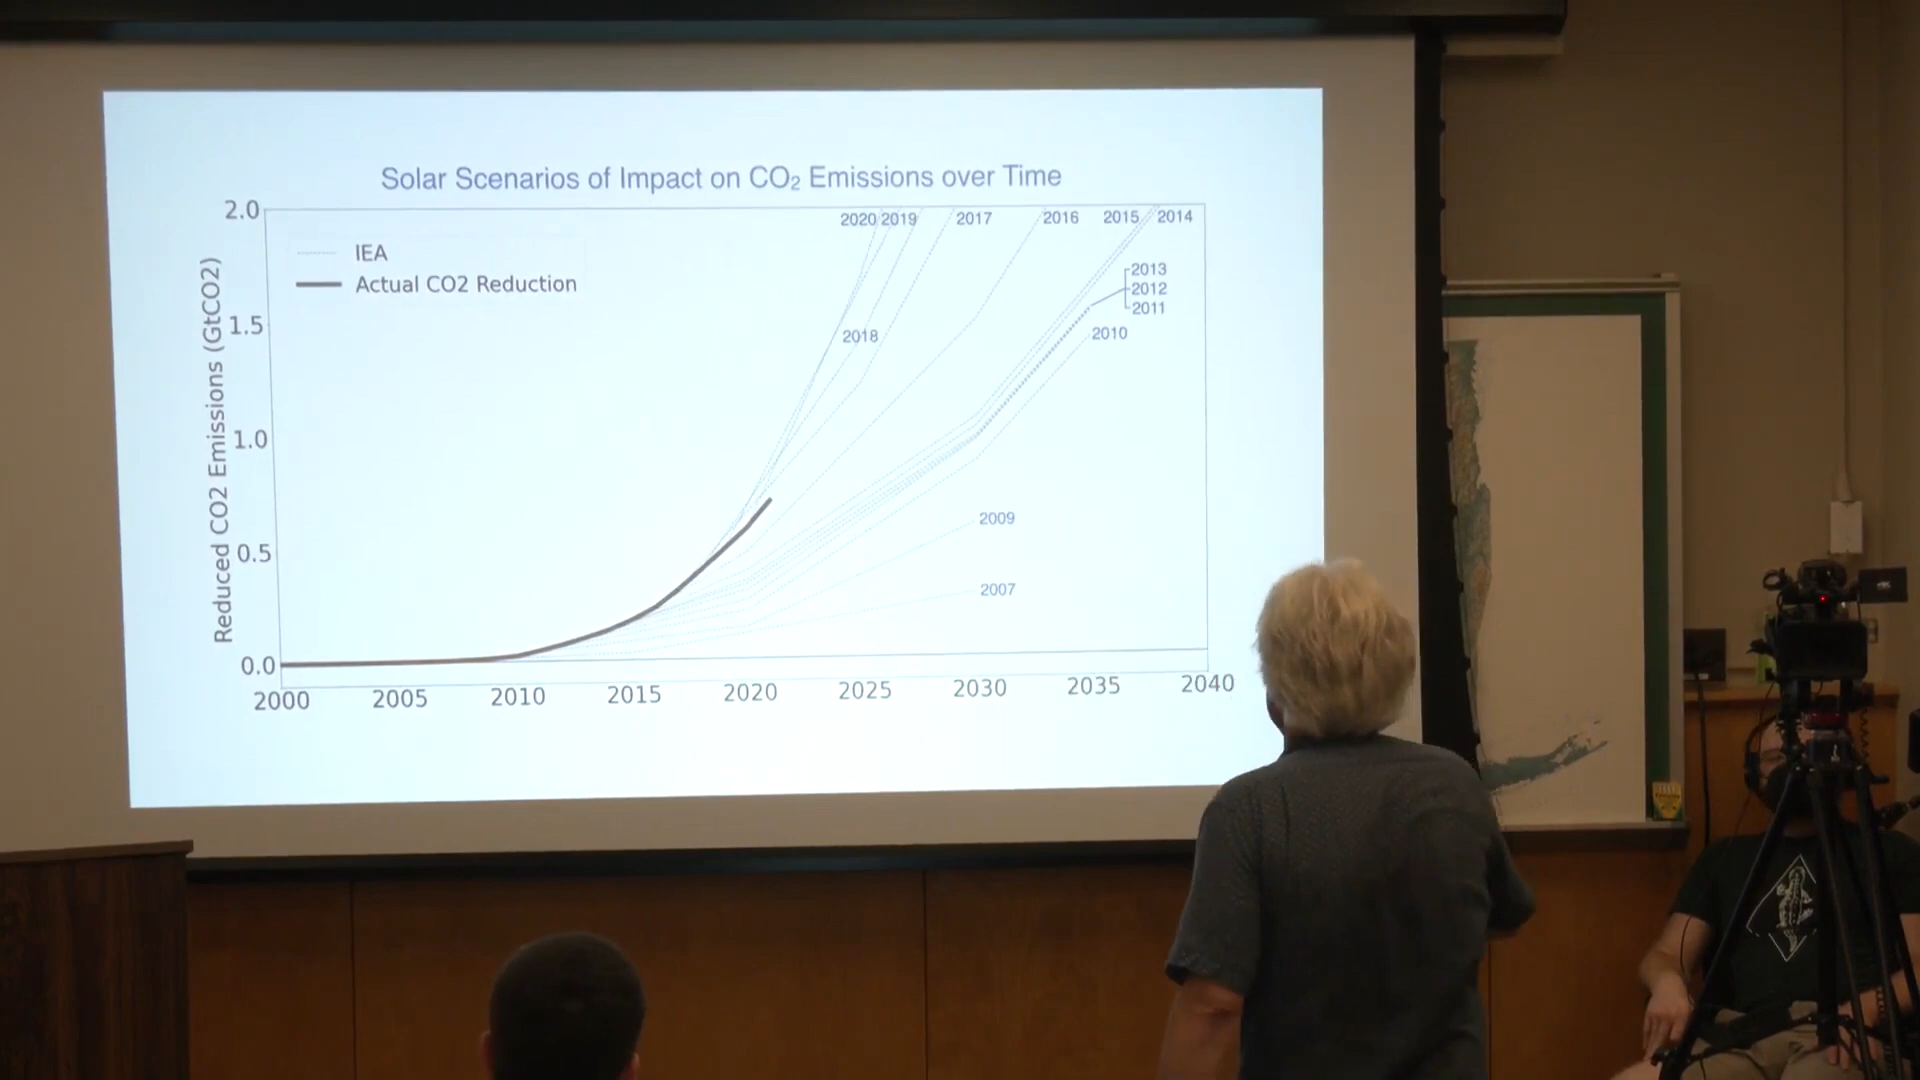 Solar Scenarios of Impact on CO₂ Emissions over Time
Reduced CO2 Emissions (GtCO2)
2.0
1.5
1.0
0.5
0.0
IEA
Actual CO2 Reduction
2020 2019 2017 2016 2015 2014
2013
2012
2011
2010
2018
2009
2007
2000 2005 2010 2015 2020 2025 2030 2035 2040